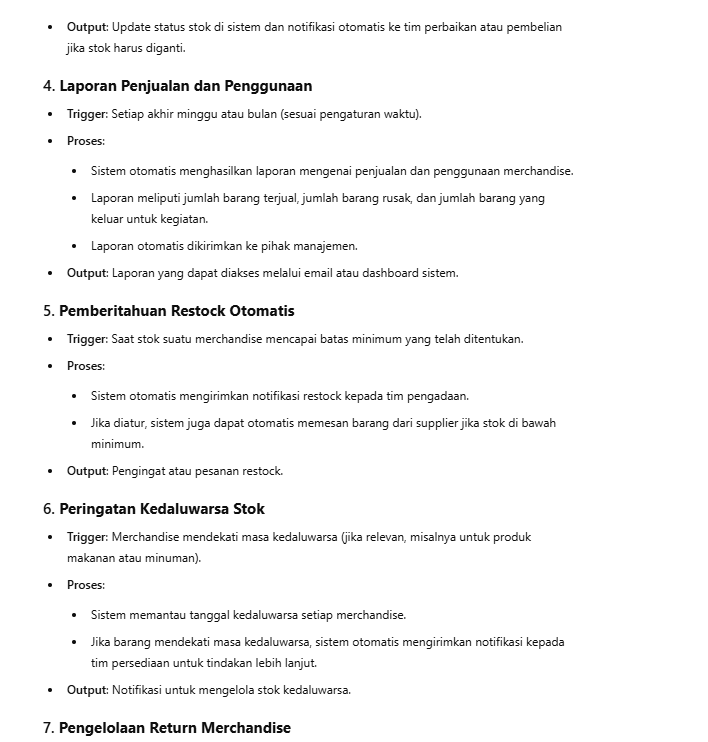 • Output: Update status stok di sistem dan notifikasi otomatis ke tim perbaikan atau pembelian
jika stok harus diganti.
4. Laporan Penjualan dan Penggunaan
• Trigger: Setiap akhir minggu atau bulan (sesuai pengaturan waktu).
• Proses:
• Sistem otomatis menghasilkan laporan mengenai penjualan dan penggunaan merchandise.
• Laporan meliputi jumlah barang terjual, jumlah barang rusak, dan jumlah barang yang
keluar untuk kegiatan.
• Laporan otomatis dikirimkan ke pihak manajemen.
• Output: Laporan yang dapat diakses melalui email atau dashboard sistem.
5. Pemberitahuan Restock Otomatis
• Trigger: Saat stok suatu merchandise mencapai batas minimum yang telah ditentukan.
• Proses:
• Sistem otomatis mengirimkan notifikasi restock kepada tim pengadaan.
• Jika diatur, sistem juga dapat otomatis memesan barang dari supplier jika stok di bawah
minimum.
• Output: Pengingat atau pesanan restock.
6. Peringatan Kedaluwarsa Stok
• Trigger: Merchandise mendekati masa kedaluwarsa (jika relevan, misalnya untuk produk
makanan atau minuman).
• Proses:
• Sistem memantau tanggal kedaluwarsa setiap merchandise.
• Jika barang mendekati masa kedaluwarsa, sistem otomatis mengirimkan notifikasi kepada
tim persediaan untuk tindakan lebih lanjut.
• Output: Notifikasi untuk mengelola stok kedaluwarsa.
7. Pengelolaan Return Merchandise